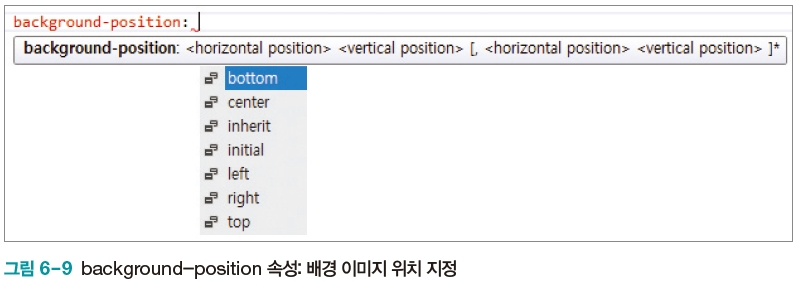 background-position:
background-position: <horizontal position> <vertical position> [, <horizontal position> <vertical position> ]*
bottom
center
inherit
initial
left
right
top
그림 6-9 background-position 속성: 배경 이미지 위치 지정